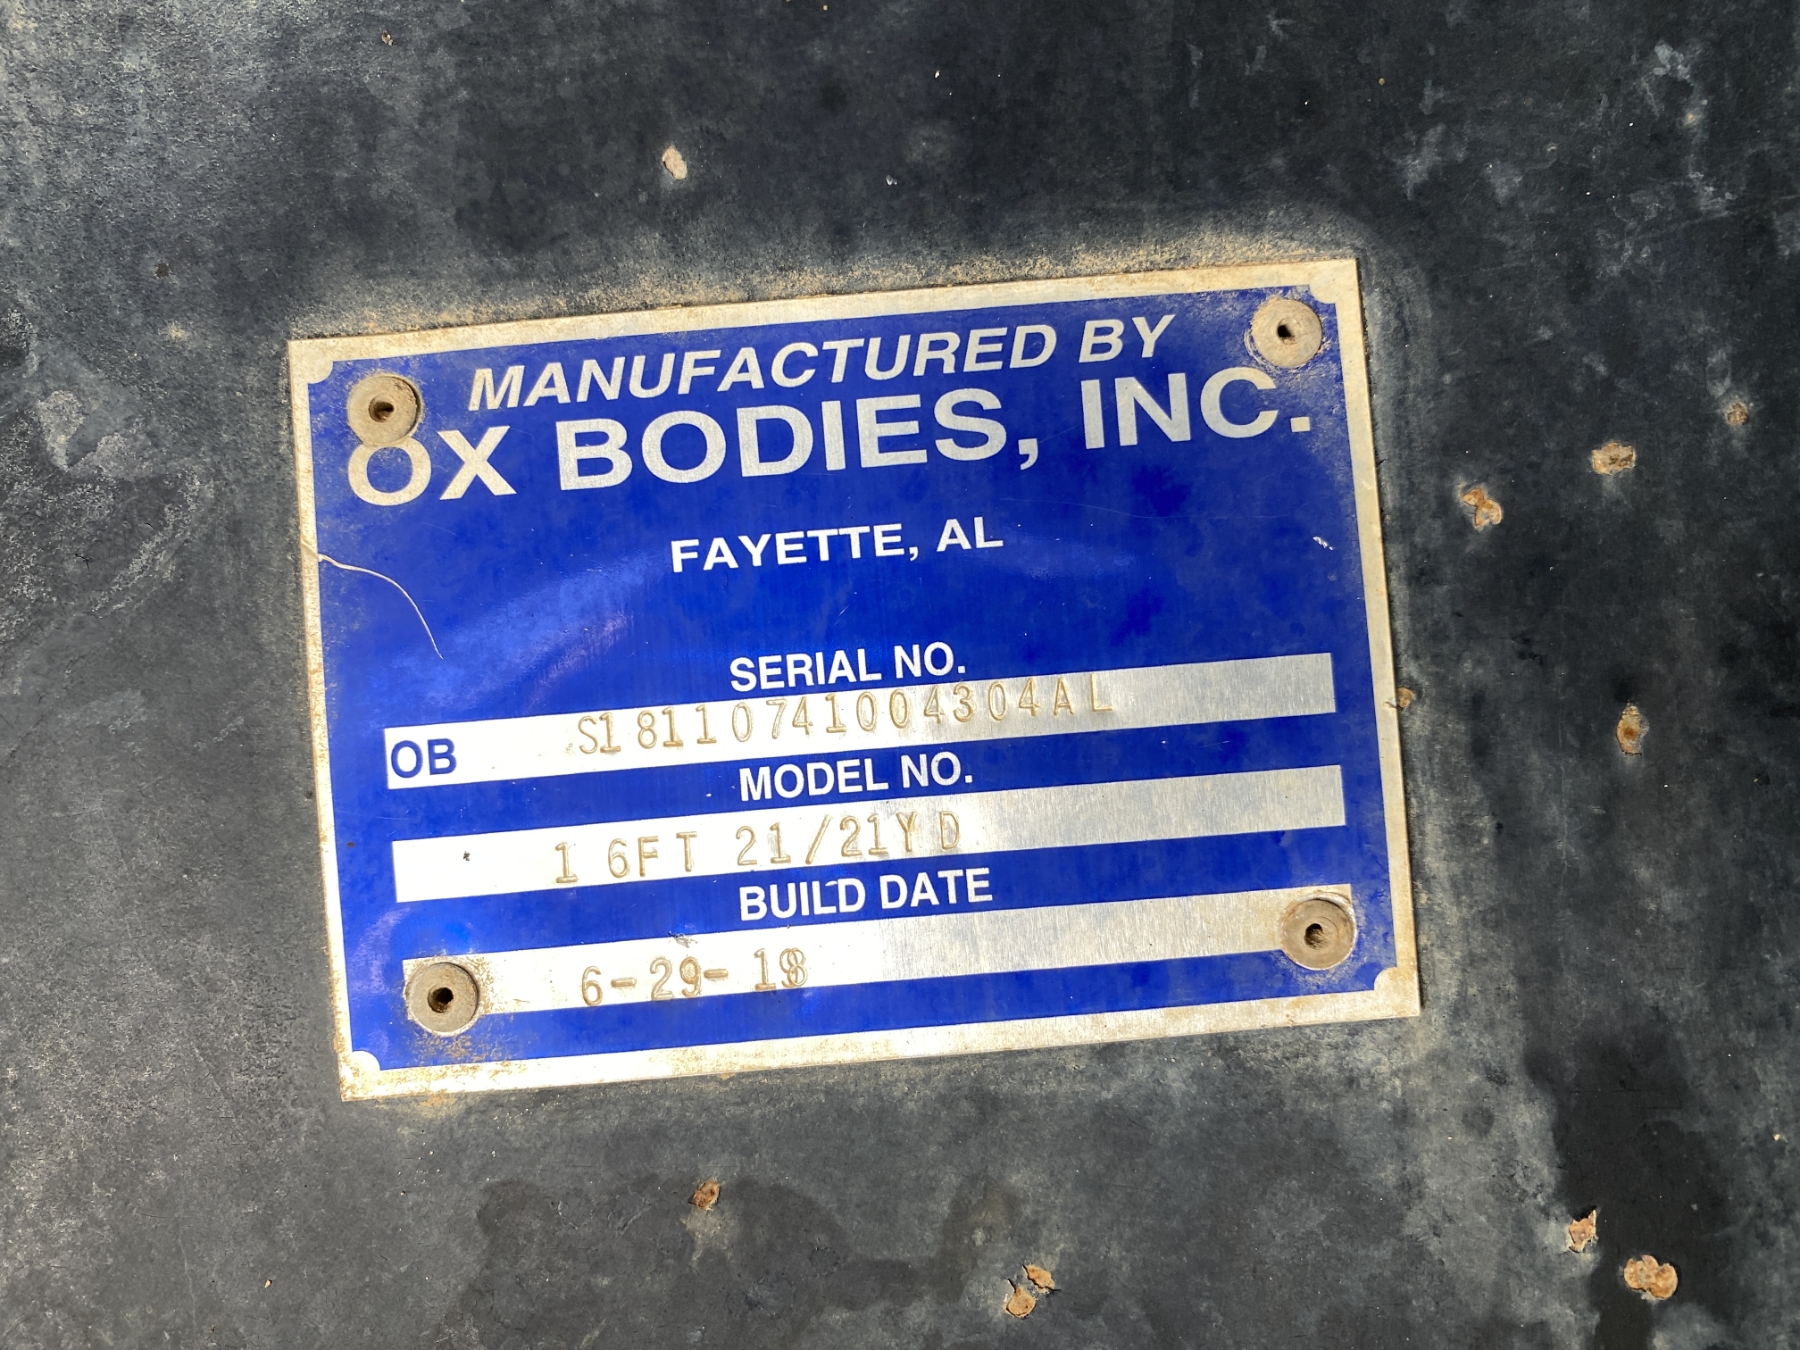 MANUFACTURED BY
OX BODIES, INC.
FAYETTE, AL
SERIAL NO.
OB S18110741004304AL
MODEL NO.
16FT 21/21YD
BUILD DATE
6-29-18